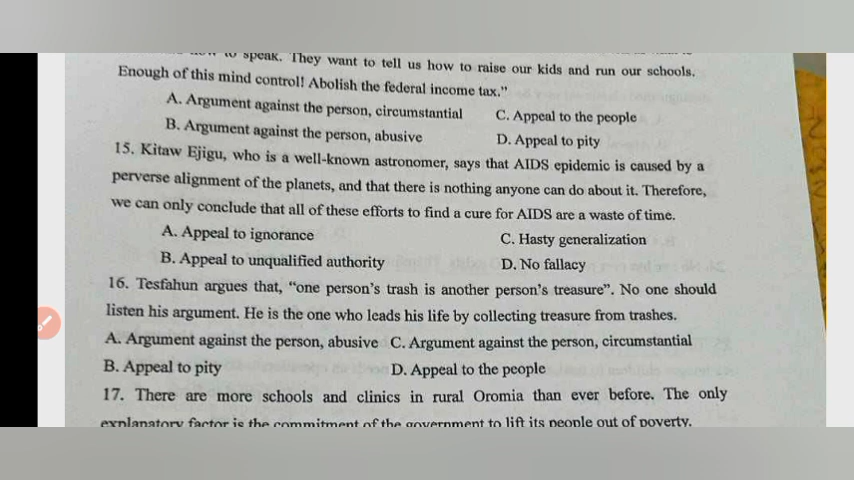 to speak. They want to tell us how to raise our kids and run our schools.
Enough of this mind control! Abolish the federal income tax.”
A. Argument against the person, circumstantial C. Appeal to the people
B. Argument against the person, abusive D. Appeal to pity
15. Kitaw Ejigu, who is a well-known astronomer, says that AIDS epidemic is caused by a
perverse alignment of the planets, and that there is nothing anyone can do about it. Therefore,
we can only conclude that all of these efforts to find a cure for AIDS are a waste of time.
A. Appeal to ignorance C. Hasty generalization
B. Appeal to unqualified authority D. No fallacy
16. Tesfahun argues that, “one person’s trash is another person’s treasure”. No one should
listen his argument. He is the one who leads his life by collecting treasure from trashes.
A. Argument against the person, abusive C. Argument against the person, circumstantial
B. Appeal to pity D. Appeal to the people
17. There are more schools and clinics in rural Oromia than ever before. The only
explanatory factor is the commitment of the government to lift its people out of poverty.